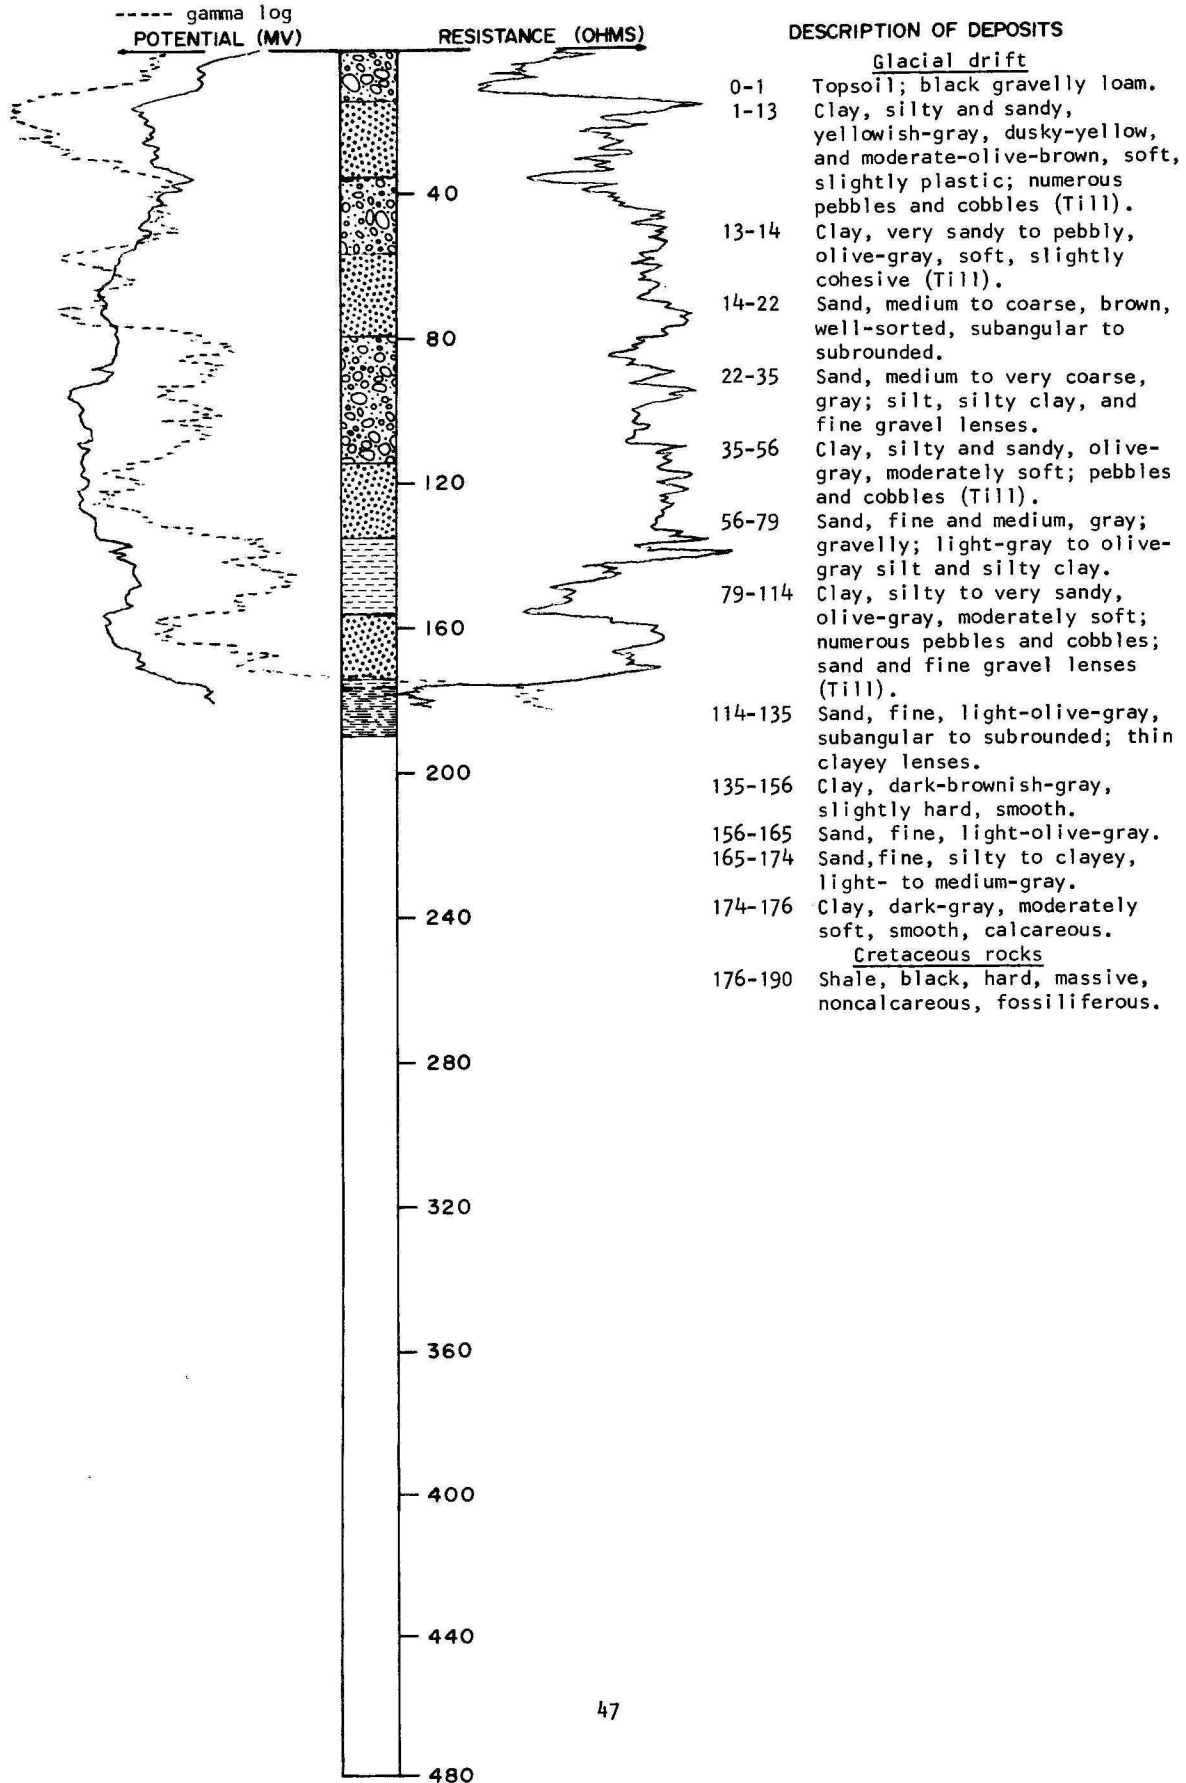 ----- gamma log
POTENTIAL (MV)
RESISTANCE (OHMS)
40
80
120
160
200
240
280
320
360
400
440
480
DESCRIPTION OF DEPOSITS
Glacial drift
0-1 Topsoil; black gravelly loam.
1-13 Clay, silty and sandy,
yellowish-gray, dusky-yellow,
and moderate-olive-brown, soft,
slightly plastic; numerous
pebbles and cobbles (Till).
13-14 Clay, very sandy to pebbly,
olive-gray, soft, slightly
cohesive (Till).
14-22 Sand, medium to coarse, brown,
well-sorted, subangular to
subrounded.
22-35 Sand, medium to very coarse,
gray; silt, silty clay, and
fine gravel lenses.
35-56 Clay, silty and sandy, olive-
gray, moderately soft; pebbles
and cobbles (Till).
56-79 Sand, fine and medium, gray;
gravelly; light-gray to olive-
gray silt and silty clay.
79-114 Clay, silty to very sandy,
olive-gray, moderately soft;
numerous pebbles and cobbles;
sand and fine gravel lenses
(Till).
114-135 Sand, fine, light-olive-gray,
subangular to subrounded; thin
clayey lenses.
135-156 Clay, dark-brownish-gray,
slightly hard, smooth.
156-165 Sand, fine, light-olive-gray.
165-174 Sand,fine, silty to clayey,
light- to medium-gray.
174-176 Clay, dark-gray, moderately
soft, smooth, calcareous.
Cretaceous rocks
176-190 Shale, black, hard, massive,
noncalcareous, fossiliferous.
47